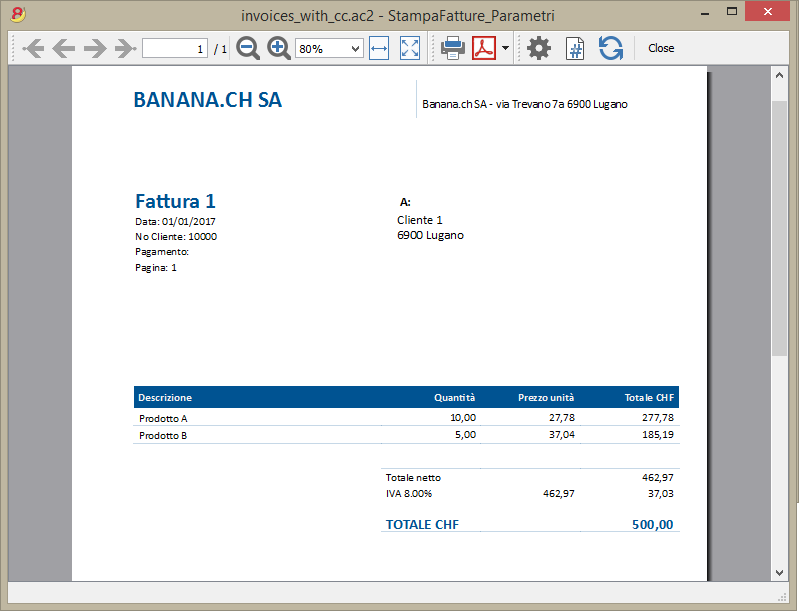 invoices_with_cc.ac2 - StampaFatture_Parametri
1 / 1 80% Close
BANANA.CH SA
Banana.ch SA - via Trevano 7a 6900 Lugano
Fattura 1
Data: 01/01/2017
No Cliente: 10000
Pagamento:
Pagina: 1
A:
Cliente 1
6900 Lugano
Descrizione Quantità Prezzo unità Totale CHF
Prodotto A 10,00 27,78 277,78
Prodotto B 5,00 37,04 185,19
Totale netto 462,97
IVA 8.00% 462,97 37,03
TOTALE CHF 500,00